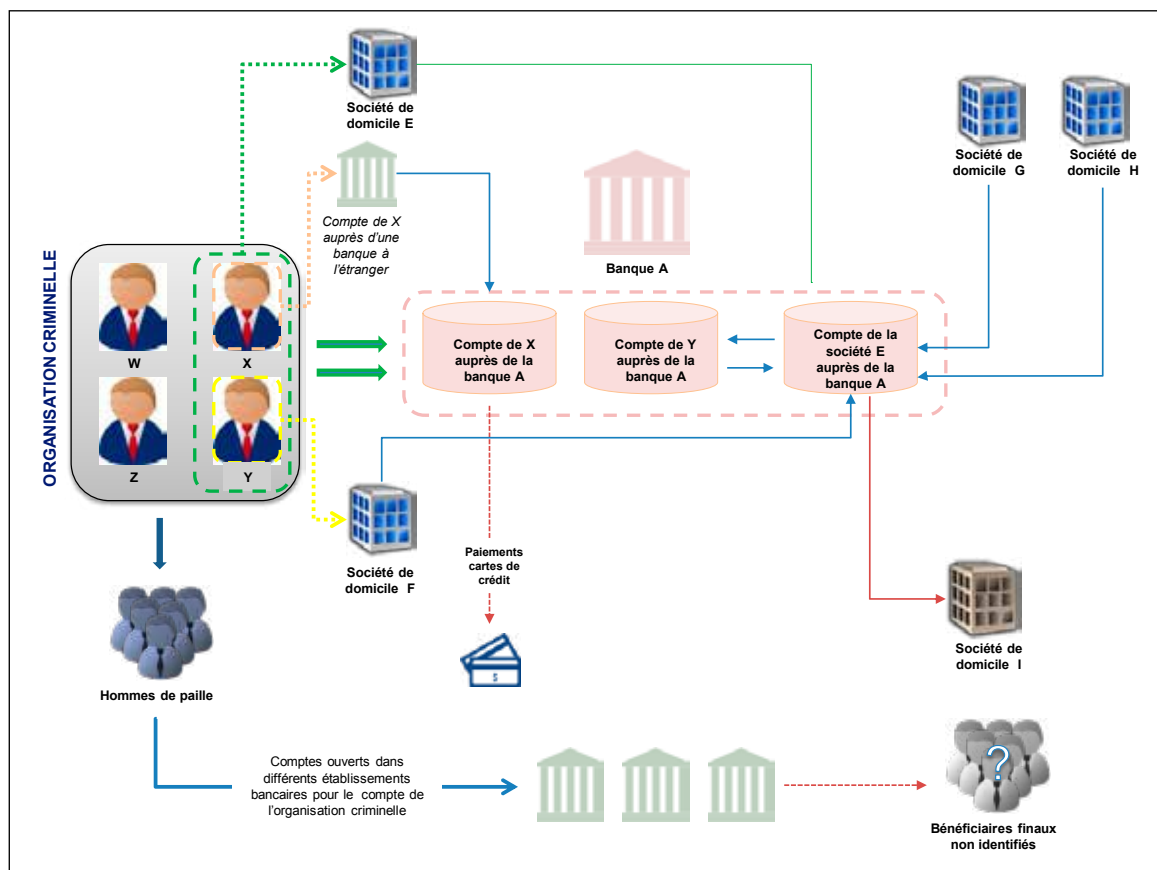 Société de
domicile E
Société de
domicile G
Société de
domicile H
Compte de X
auprès d'une
banque à
l'étranger
Banque A
ORGANISATION CRIMINELLE
W
X
Z
Y
Compte de X
auprès de la
banque A
Compte de Y
auprès de la
banque A
Compte de la
société E
auprès de la
banque A
Société de
domicile F
Paiements
cartes de
crédit
$
Société de
domicile I
Hommes de paille
Comptes ouverts dans
différents établissements
bancaires pour le compte de
l'organisation criminelle
?
Bénéficiaires finaux
non identifiés